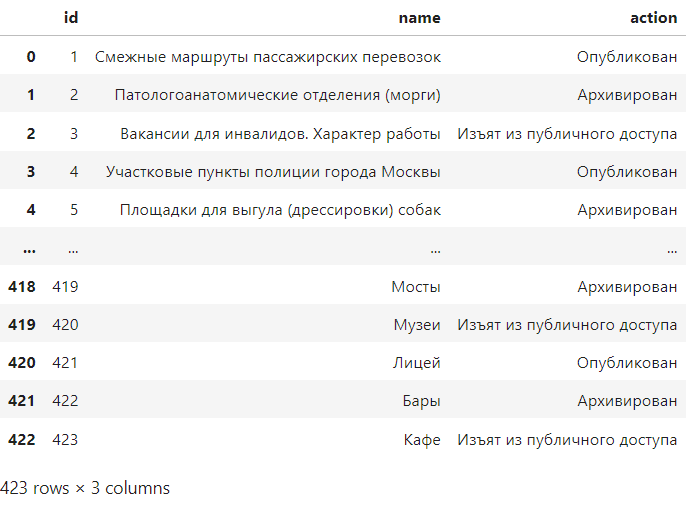 id name action
0 1 Смежные маршруты пассажирских перевозок Опубликован
1 2 Патологоанатомические отделения (морги) Архивирован
2 3 Вакансии для инвалидов. Характер работы Изъят из публичного доступа
3 4 Участковые пункты полиции города Москвы Опубликован
4 5 Площадки для выгула (дрессировки) собак Архивирован
... ... ... ...
418 419 Мосты Архивирован
419 420 Музеи Изъят из публичного доступа
420 421 Лицей Опубликован
421 422 Бары Архивирован
422 423 Кафе Изъят из публичного доступа
423 rows × 3 columns